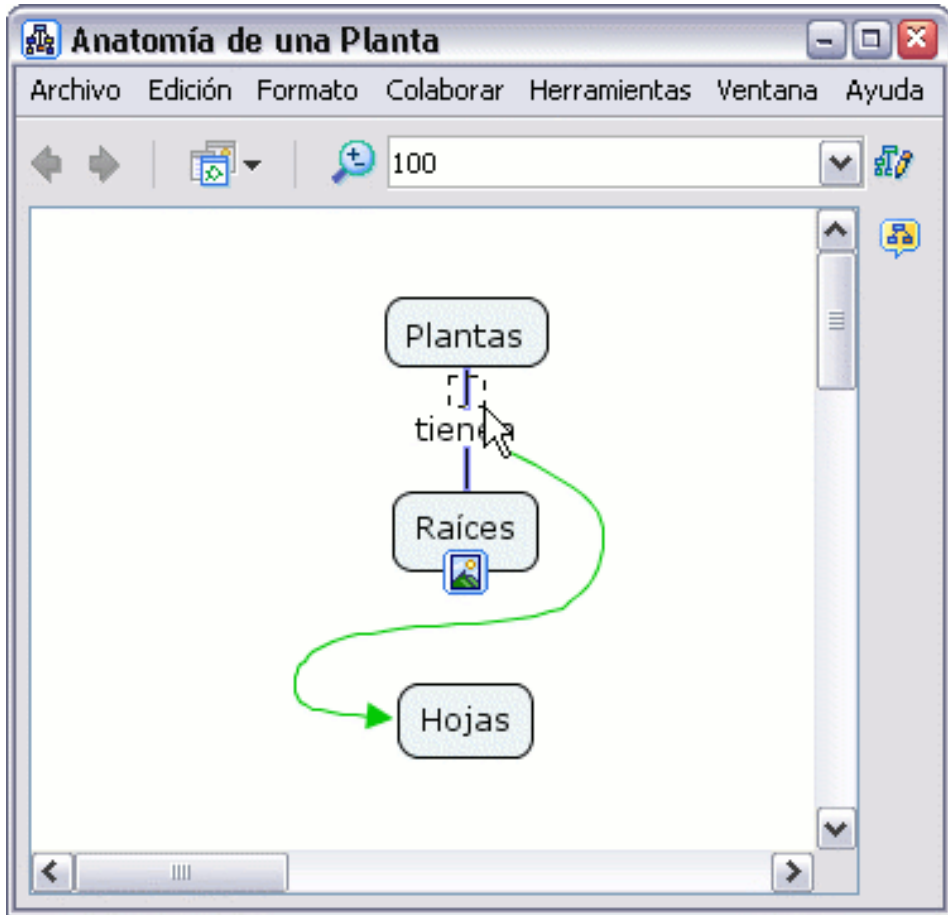 Anatomía de una Planta
Archivo Edición Formato Colaborar Herramientas Ventana Ayuda
100
Plantas
Raíces
Hojas